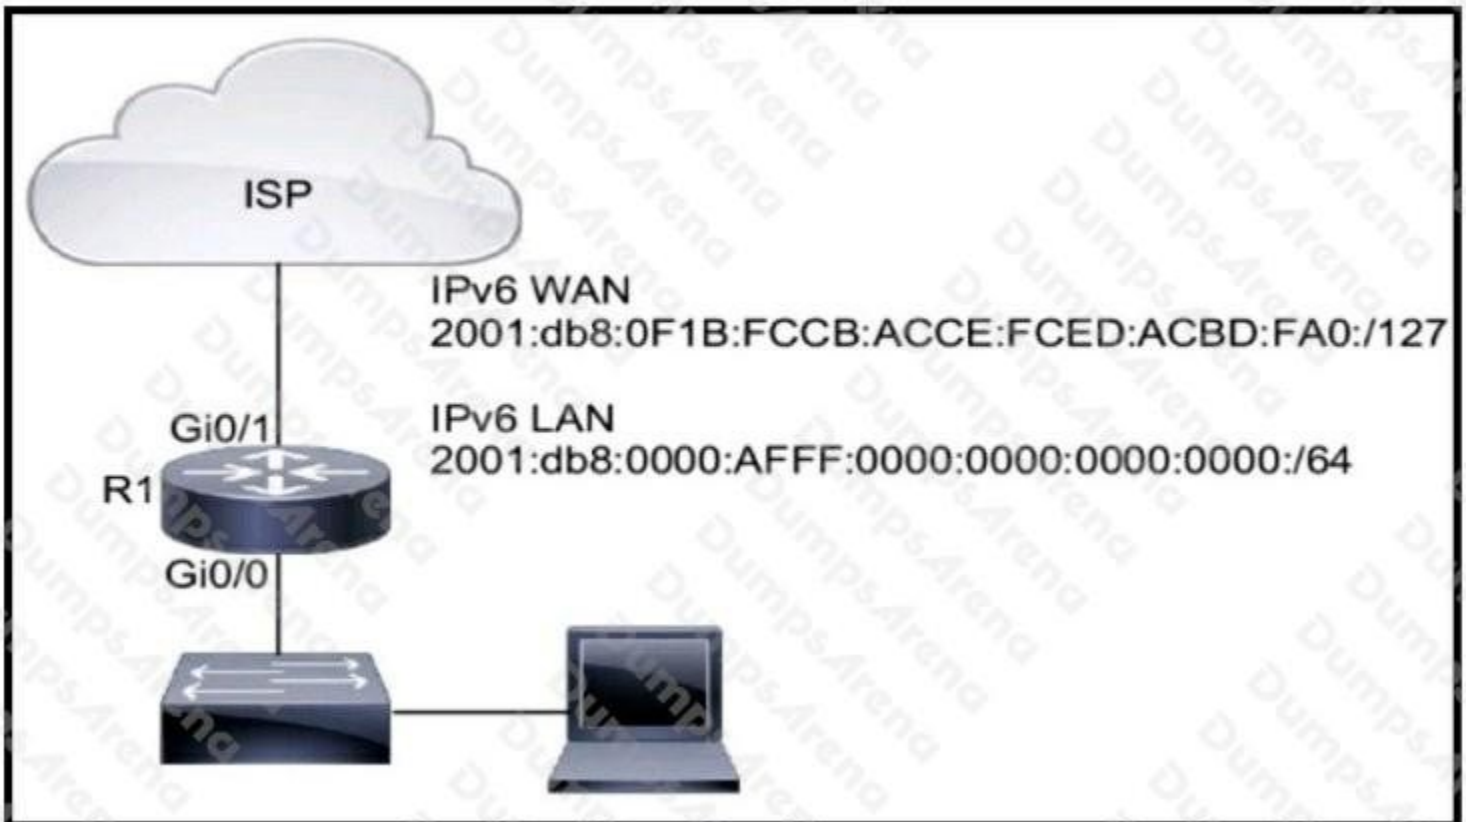 ISP
IPv6 WAN
2001:db8:0F1B:FCCB:ACCE:FCED:ACBD:FA0:/127
IPv6 LAN
2001:db8:0000:AFFF:0000:0000:0000:0000:/64
Gi0/1
R1
Gi0/0
DumpsArena